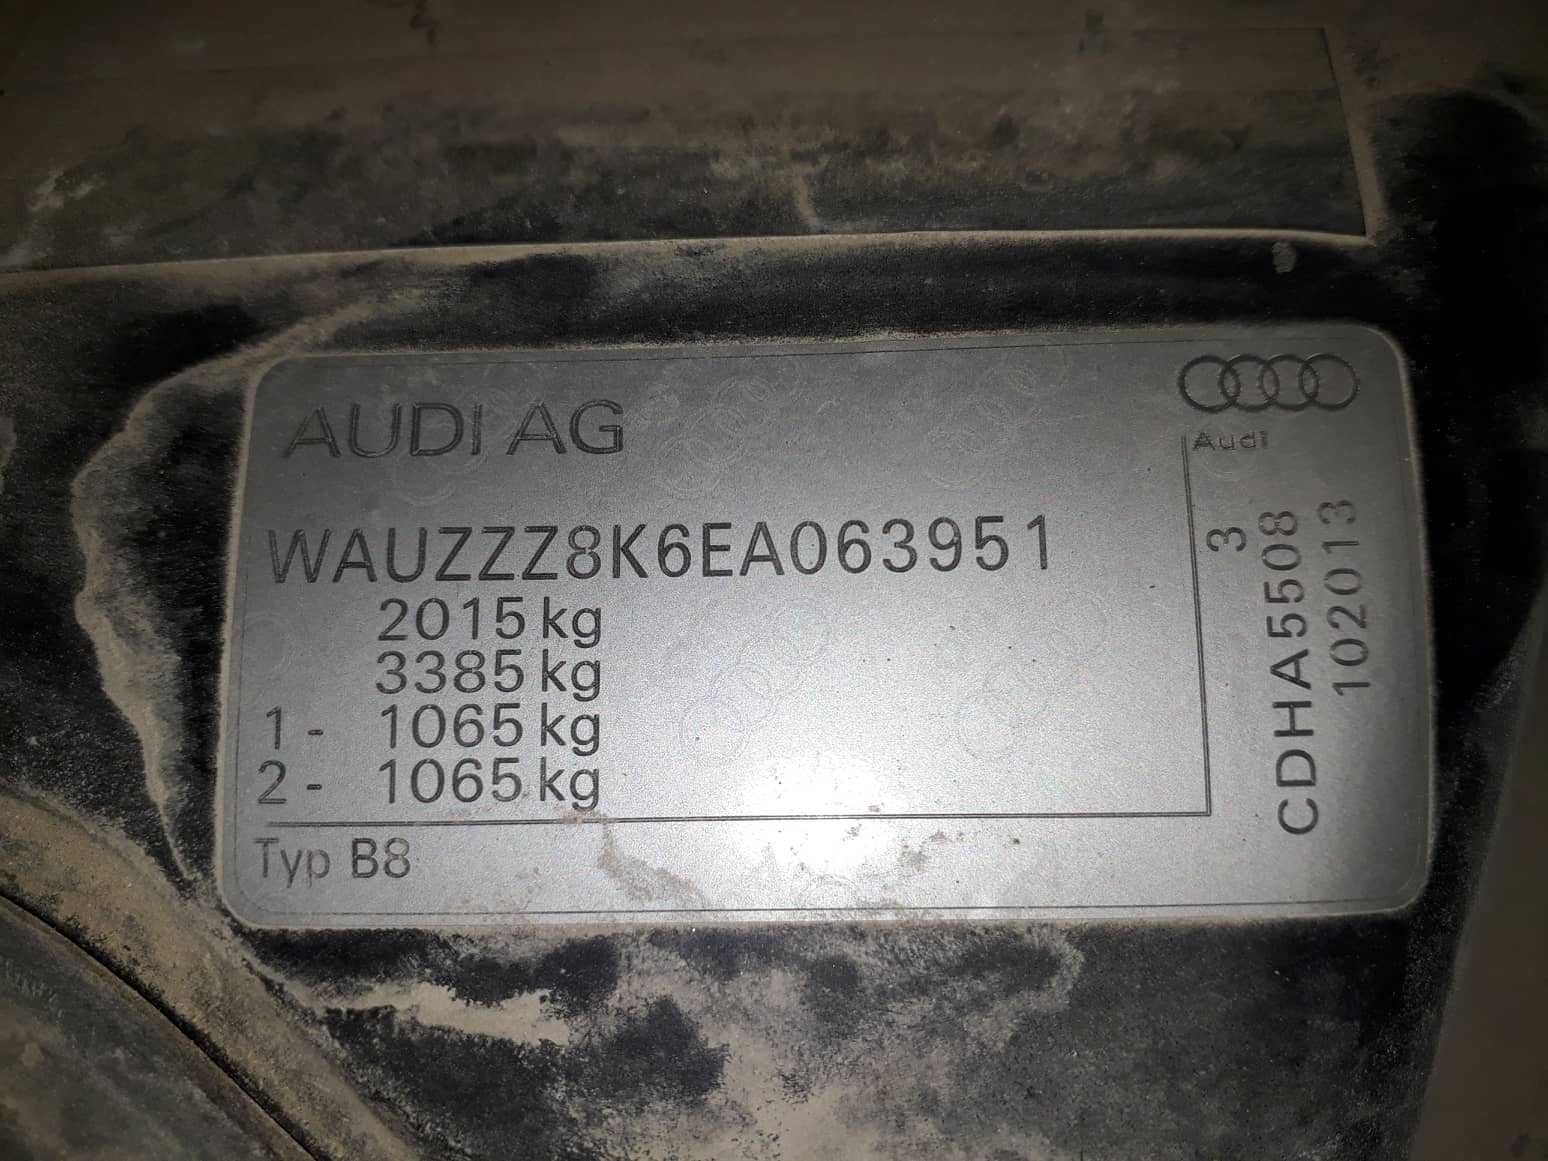 AUDI AG
Audi
WAUZZZ8K6EA063951
2015 kg
3385 kg
1 - 1065 kg
2 - 1065 kg
Typ B8
3
CDHA5508
102013